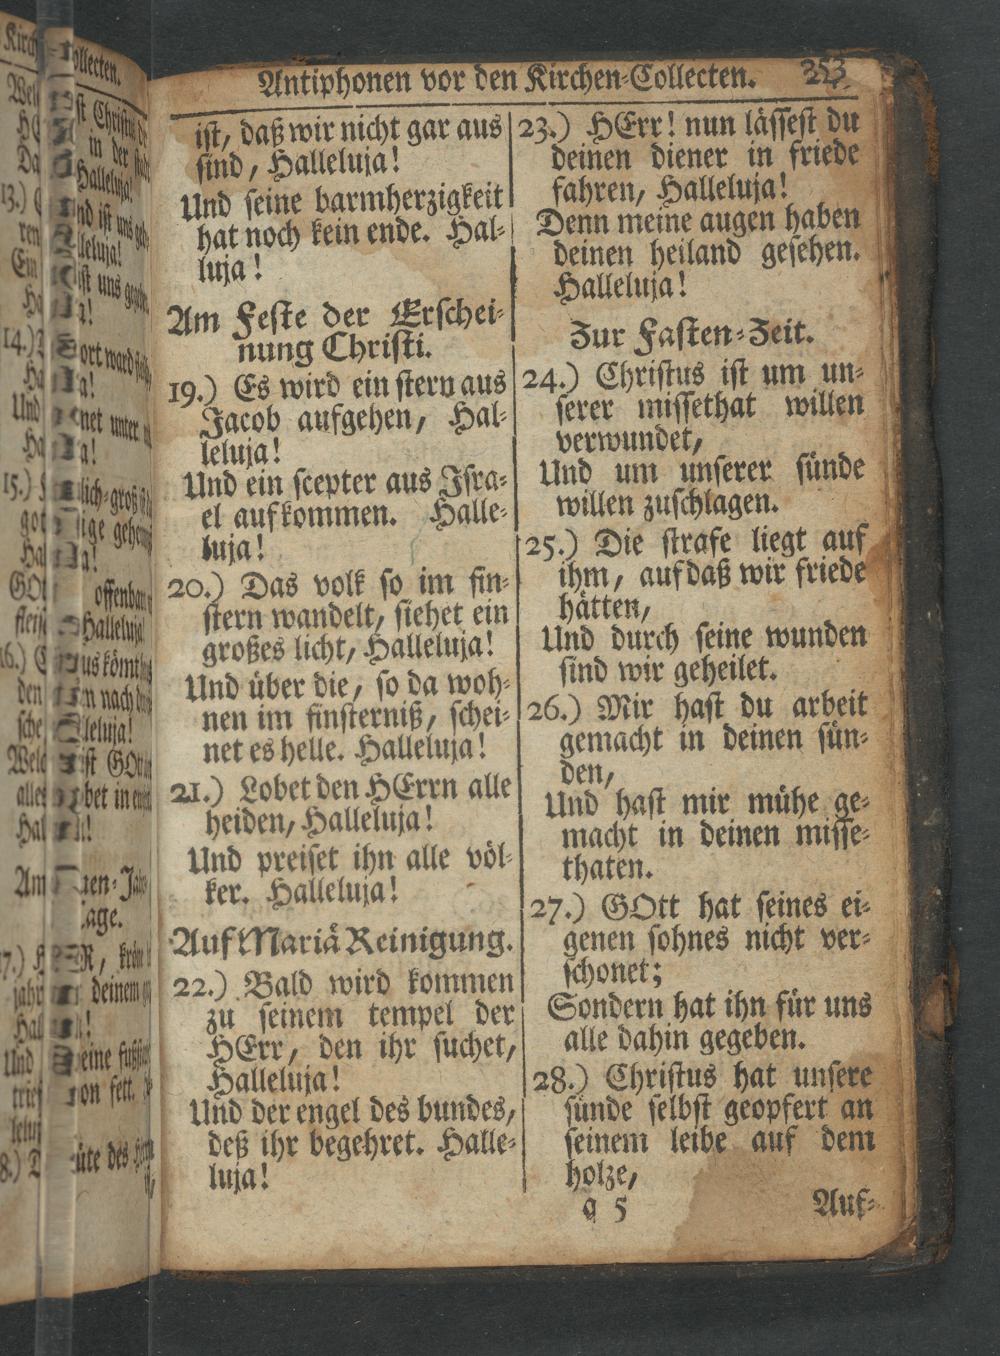 Antiphonen vor den Kirchen-Collecten. 353
ist, daß wir nicht gar aus
sind, Halleluja!
Und seine barmherzigkeit
hat noch kein ende. Hal-
luja!
Am Feste der Erschei-
nung Christi.
19.) Es wird ein stern aus
Jacob aufgehen, Hal-
leluja!
Und ein scepter aus Isra-
el aufkommen. Halle-
luja!
20.) Das volk so im fin-
stern wandelt, siehet ein
großes licht, Halleluja!
Und über die, so da woh-
nen im finsterniß, schei-
net es helle. Halleluja!
21.) Lobet den HErrn alle
heiden, Halleluja!
Und preiset ihn alle völ-
ker. Halleluja!
Auf Mariä Reinigung.
22.) Bald wird kommen
zu seinem tempel der
HErr, den ihr suchet,
Halleluja!
Und der engel des bundes,
deß ihr begehret. Halle-
luja!
23.) HErr! nun lässest du
deinen diener in friede
fahren, Halleluja!
Denn meine augen haben
deinen heiland gesehen.
Halleluja!
Zur Fasten-Zeit.
24.) Christus ist um un-
serer missethat willen
verwundet,
Und um unserer sünde
willen zuschlagen.
25.) Die strafe liegt auf
ihm, auf daß wir friede
hätten,
Und durch seine wunden
sind wir geheilet.
26.) Mir hast du arbeit
gemacht in deinen sün-
den,
Und hast mir mühe ge-
macht in deinen misse-
thaten.
27.) GOtt hat seines ei-
genen sohnes nicht ver-
schonet;
Sondern hat ihn für uns
alle dahin gegeben.
28.) Christus hat unsere
sünde selbst geopfert an
seinem leibe auf dem
holze,
q 5 Auf-